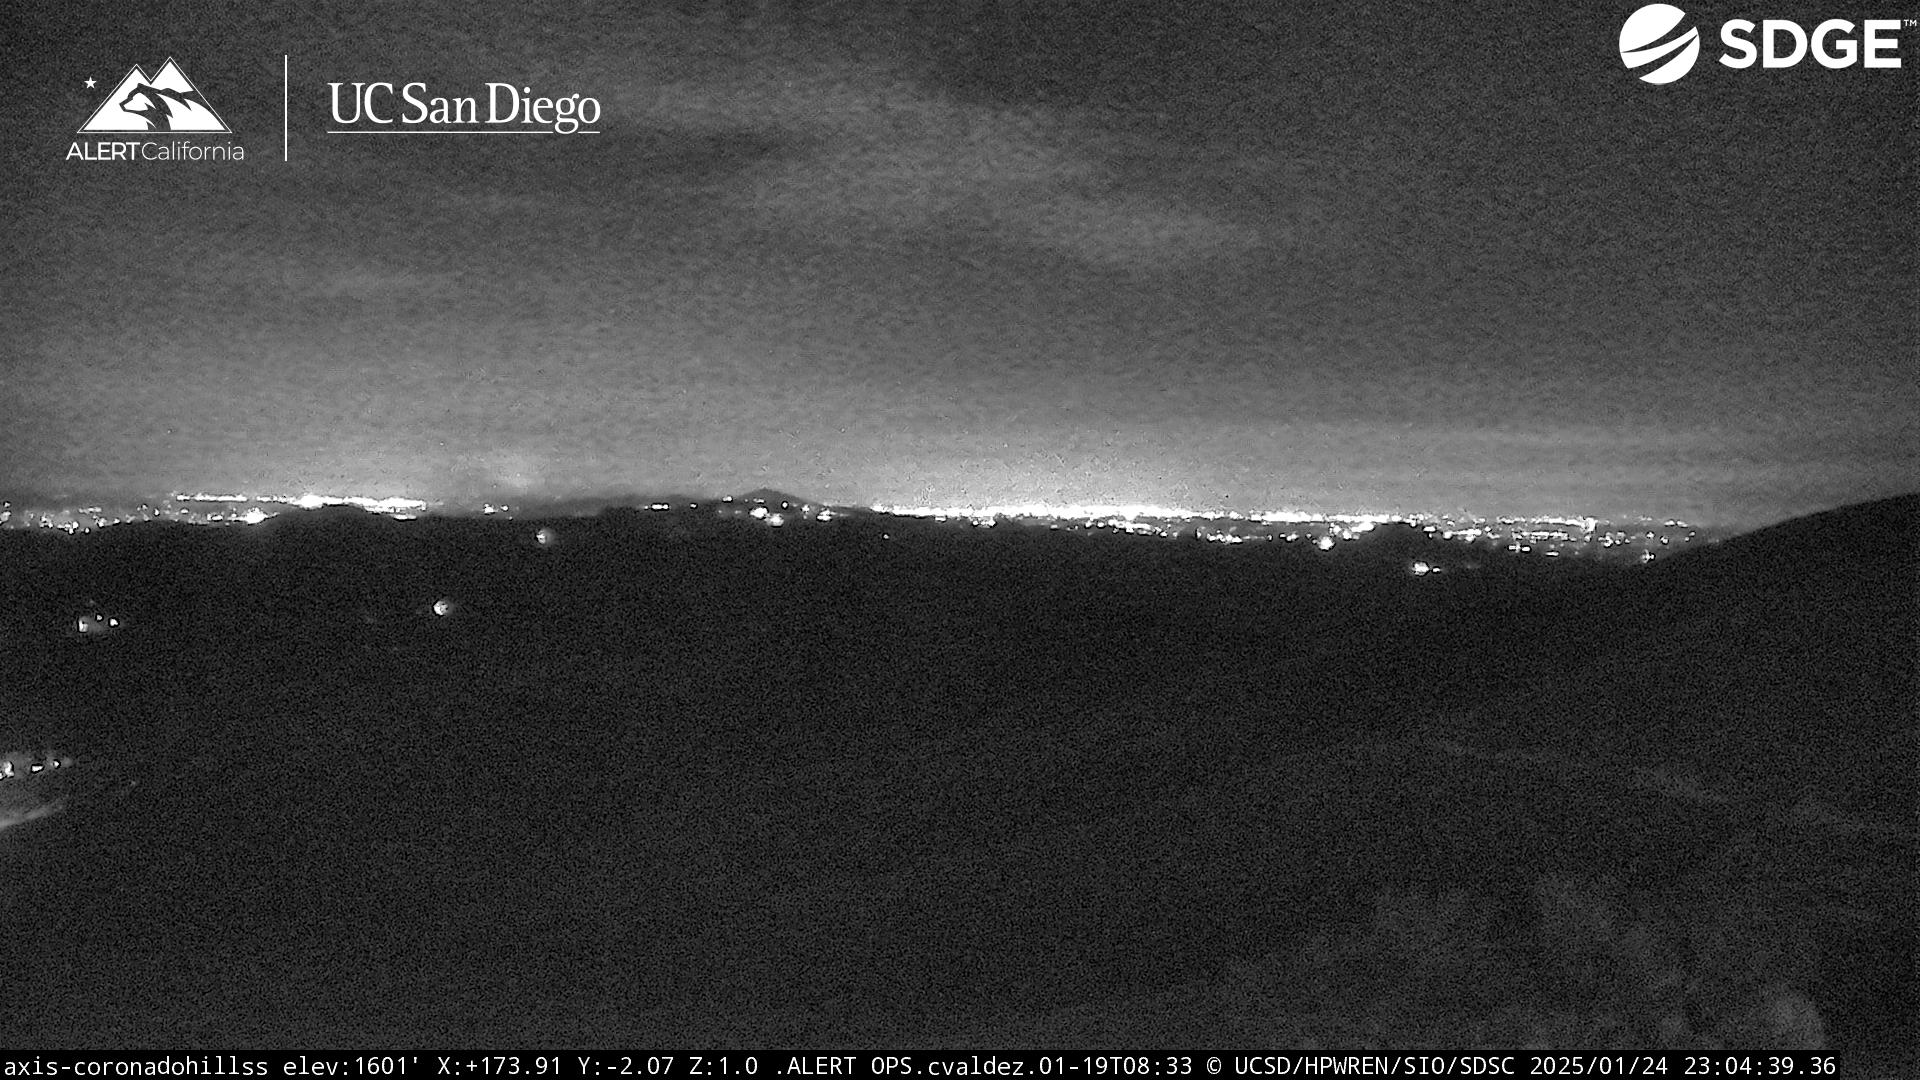 SDGE™
UC San Diego
ALERTCalifornia
axis-coronadohillss elev:1601' X:+173.91 Y:-2.07 Z:1.0 .ALERT OPS.cvaldez.01-19T08:33 © UCSD/HPWREN/SIO/SDSC 2025/01/24 23:04:39.36